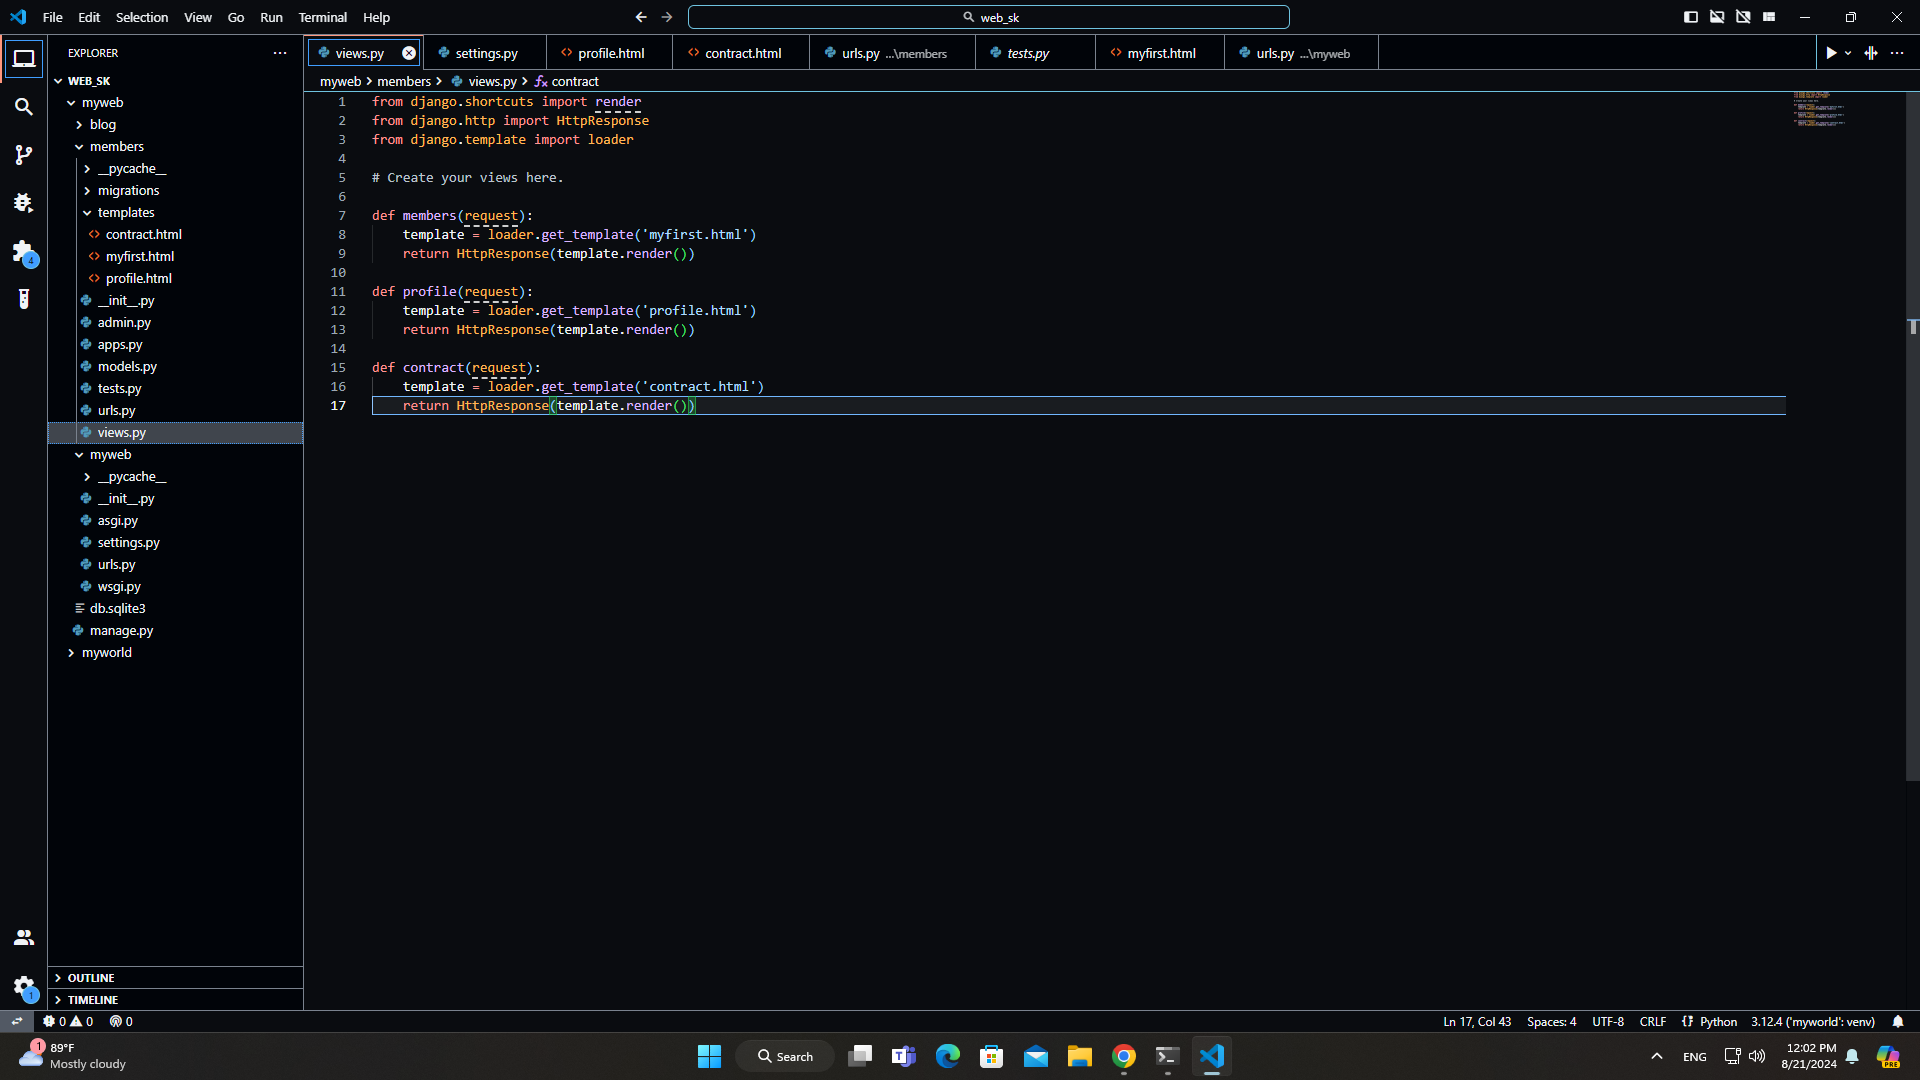 File Edit Selection View Go Run Terminal Help
web_sk
EXPLORER
WEB_SK
myweb
blog
members
__pycache__
migrations
templates
contract.html
myfirst.html
profile.html
__init__.py
admin.py
apps.py
models.py
tests.py
urls.py
views.py
myweb
__pycache__
__init__.py
asgi.py
settings.py
urls.py
wsgi.py
db.sqlite3
manage.py
myworld
OUTLINE
TIMELINE
4
1
views.py settings.py profile.html contract.html urls.py ...\members tests.py myfirst.html urls.py ...\myweb
myweb > members > views.py > contract
1 from django.shortcuts import render
2 from django.http import HttpResponse
3 from django.template import loader
4
5 # Create your views here.
6
7 def members(request):
8 template = loader.get_template('myfirst.html')
9 return HttpResponse(template.render())
10
11 def profile(request):
12 template = loader.get_template('profile.html')
13 return HttpResponse(template.render())
14
15 def contract(request):
16 template = loader.get_template('contract.html')
17 return HttpResponse(template.render())
0 0 0
Ln 17, Col 43 Spaces: 4 UTF-8 CRLF Python 3.12.4 ('myworld': venv)
1
89°F
Mostly cloudy
Search
ENG
12:02 PM
8/21/2024
PRE